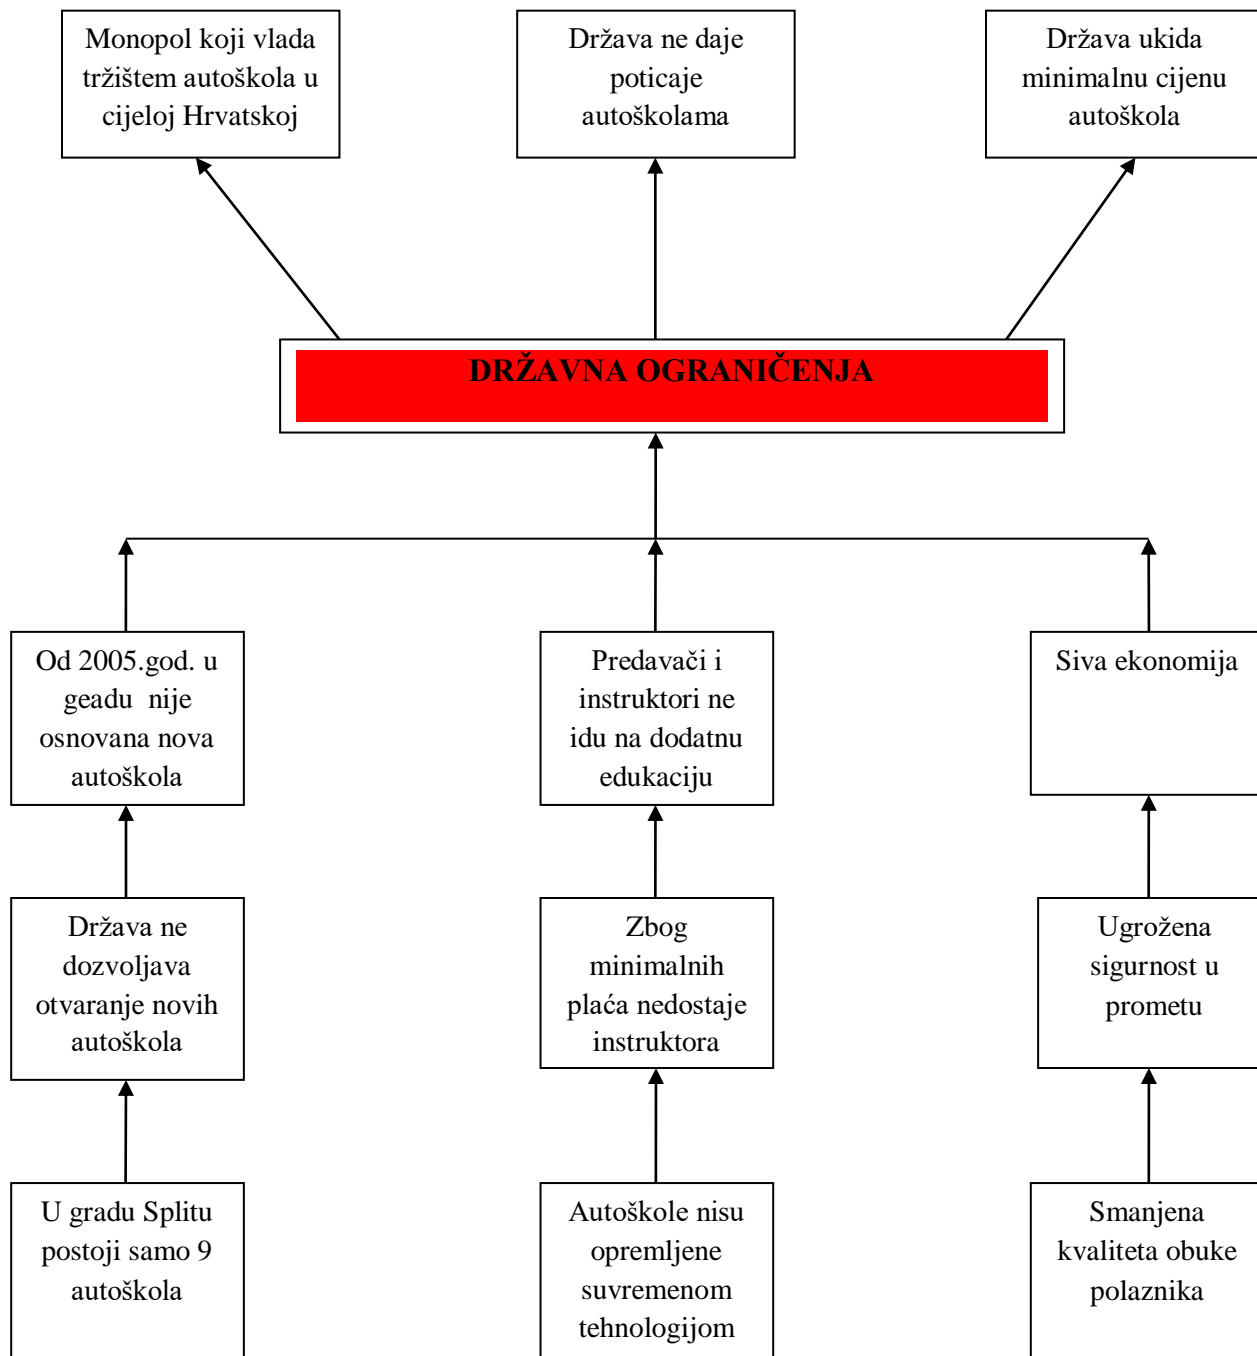 Monopol koji vlada
tržištem autoškola u
cijeloj Hrvatskoj
Država ne daje
poticaje
autoškolama
Država ukida
minimalnu cijenu
autoškola
DRŽAVNA OGRANIČENJA
Od 2005.god. u
geadu  nije
osnovana nova
autoškola
Predavači i
instruktori ne
idu na dodatnu
edukaciju
Siva ekonomija
Država ne
dozvoljava
otvaranje novih
autoškola
Zbog
minimalnih
plaća nedostaje
instruktora
Ugrožena
sigurnost u
prometu
U gradu Splitu
postoji samo 9
autoškola
Autoškole nisu
opremljene
suvremenom
tehnologijom
Smanjena
kvaliteta obuke
polaznika